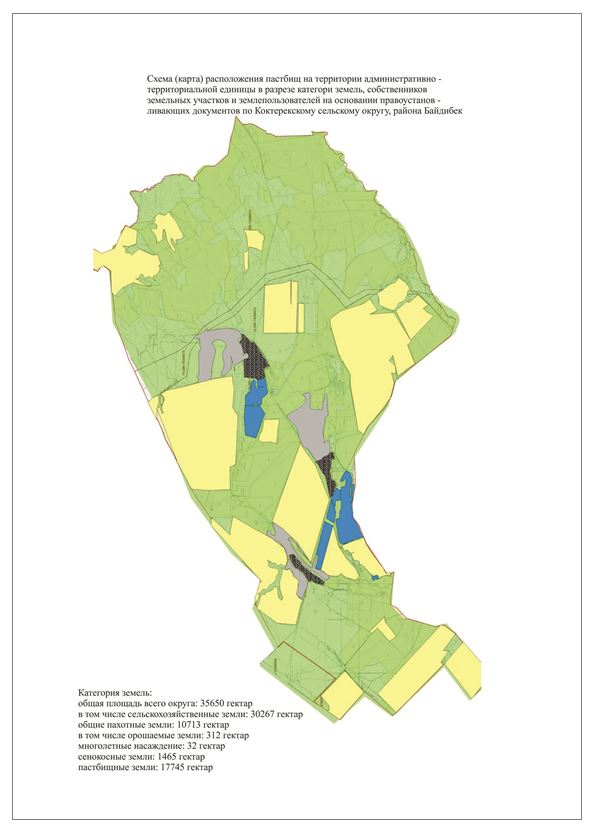 Схема (карта) расположения пастбищ на территории административно -
территориальной единицы в разрезе категори земель, собственников
земельных участков и землепользователей на основании правоустанов -
ливающих документов по Коктерекскому сельскому округу, района Байдибек
Категория земель:
общая площадь всего округа: 35650 гектар
в том числе сельскохозяйственные земли: 30267 гектар
общие пахотные земли: 10713 гектар
в том числе орошаемые земли: 312 гектар
многолетные насаждение: 32 гектар
сенокосные земли: 1465 гектар
пастбищные земли: 17745 гектар